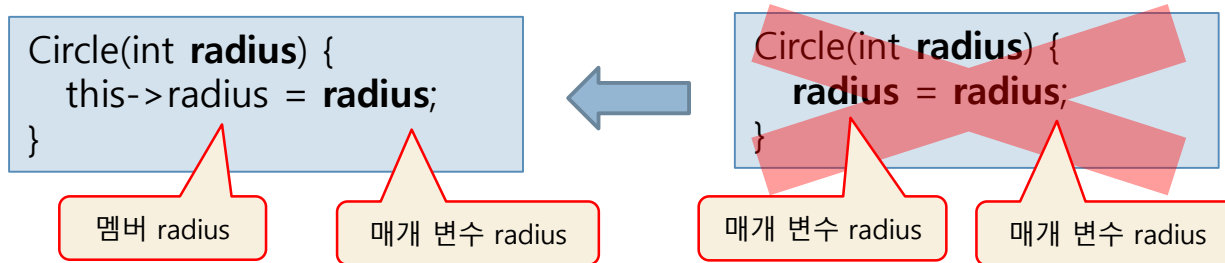 Circle(int radius) {
this->radius = radius;
}
멤버 radius
매개 변수 radius
Circle(int radius) {
radius = radius;
}
매개 변수 radius
매개 변수 radius